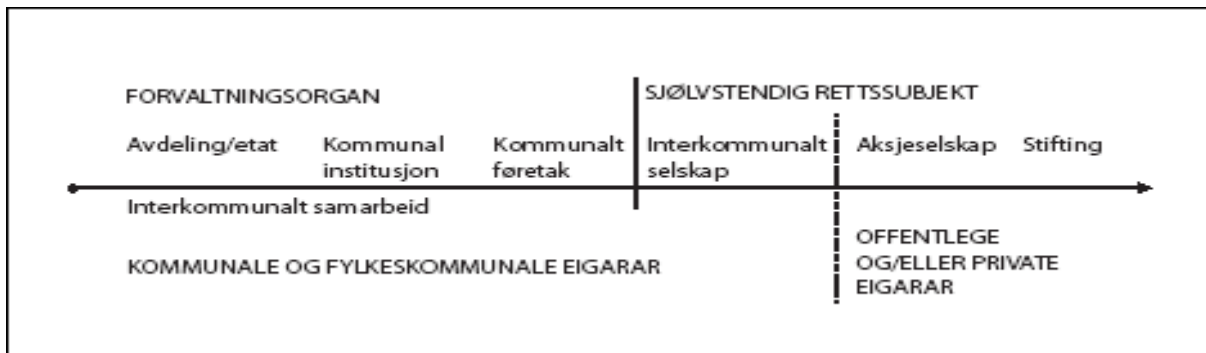 FORVALTNINGSORGAN
SJØLVSTENDIG RETTSSUBJEKT
Avdeling/etat
Kommunal
institusjon
Kommunalt
føretak
Interkommunalt
selskap
Aksjeselskap
Stifting
Interkommunalt samarbeid
KOMMUNALE OG FYLKESKOMMUNALE EIGARAR
OFFENTLEGE
OG/ELLER PRIVATE
EIGARAR